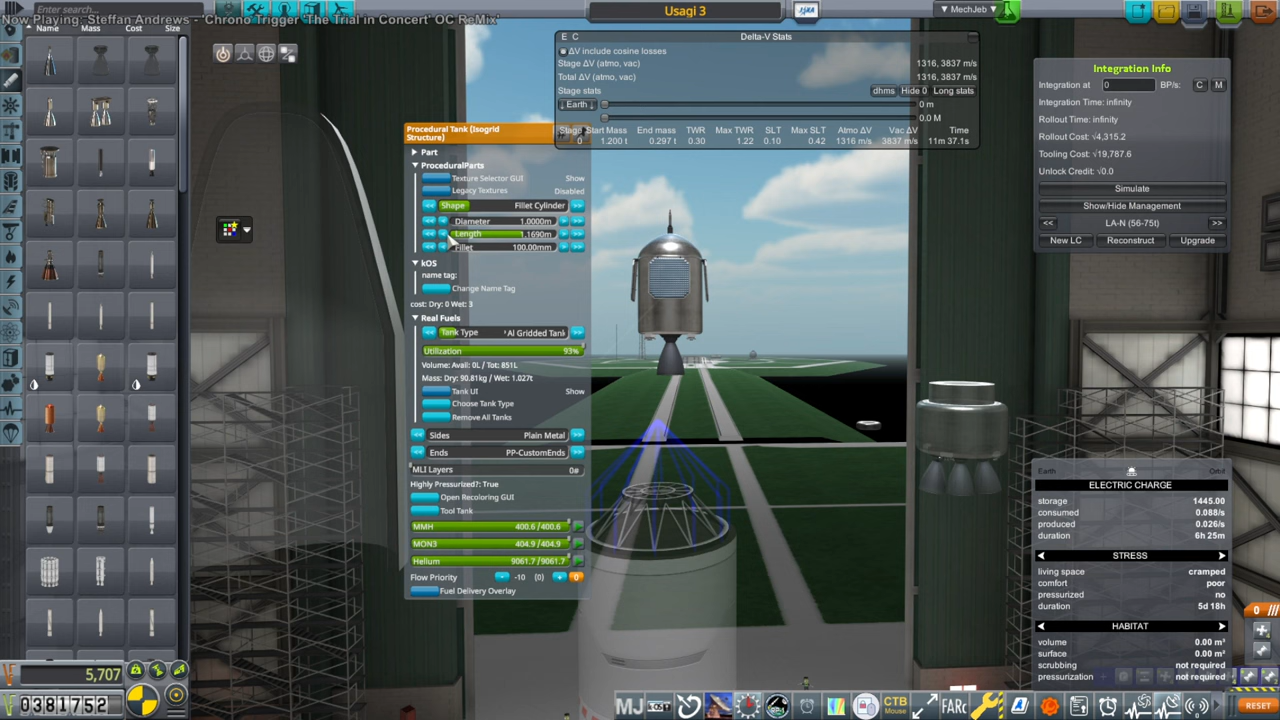 Now Playing: Steffan Andrews - 'Chrono Trigger 'The Trial in Concert' OC ReMix'
Name Mass Cost Size
Usagi 3
MechJeb
E C Delta-V Stats
ΔV include cosine losses
Stage ΔV (atmo, vac) 1316, 3837 m/s
Total ΔV (atmo, vac) 1316, 3837 m/s
Stage stats dhms Hide 0 Long stats
Earth 0 m
0.0 M
Stage Start Mass End mass TWR Max TWR SLT Max SLT Atmo ΔV Vac ΔV Time
0 1.200 t 0.297 t 0.30 1.22 0.10 0.42 1316 m/s 3837 m/s 11m 37.1s
Integration Info
Integration at 0 BP/s: C M
Integration Time: infinity
Rollout Time: infinity
Rollout Cost: √4,315.2
Tooling Cost: √19,787.6
Unlock Credit: √0.0
Simulate
Show/Hide Management
<< LA-N (56-75t) >>
New LC Reconstruct Upgrade
Procedural Tank (Isogrid
Structure)
Part
ProceduralParts
Texture Selector GUI Show
Legacy Textures Disabled
Shape Fillet Cylinder
Diameter 1.0000m
Length 1.1690m
Fillet 100.00mm
kOS
name tag:
Change Name Tag
cost: Dry: 0 Wet: 3
Real Fuels
Tank Type Al Gridded Tank
Utilization 93%
Volume: Avail: 0L / Tot: 851L
Mass: Dry: 90.81kg / Wet: 1.027t
Tank UI Show
Choose Tank Type
Remove All Tanks
Sides Plain Metal
Ends PP-CustomEnds
MLI Layers 0#
Highly Pressurized?: True
Open Recoloring GUI
Tool Tank
MMH 400.6 /400.6
MON3 404.9 /404.9
Helium 9061.7 /9061.7
Flow Priority - -10 (0) + 0
Fuel Delivery Overlay
Earth Orbit
ELECTRIC CHARGE
storage 1445.00
consumed 0.088/s
produced 0.026/s
duration 6h 25m
STRESS
living space cramped
comfort poor
pressurized no
duration 5d 18h
HABITAT
volume 0.00 m³
surface 0.00 m²
scrubbing not required
pressurization not required
0
5,707
0381752
MJ CTB Mouse FARc
RESET